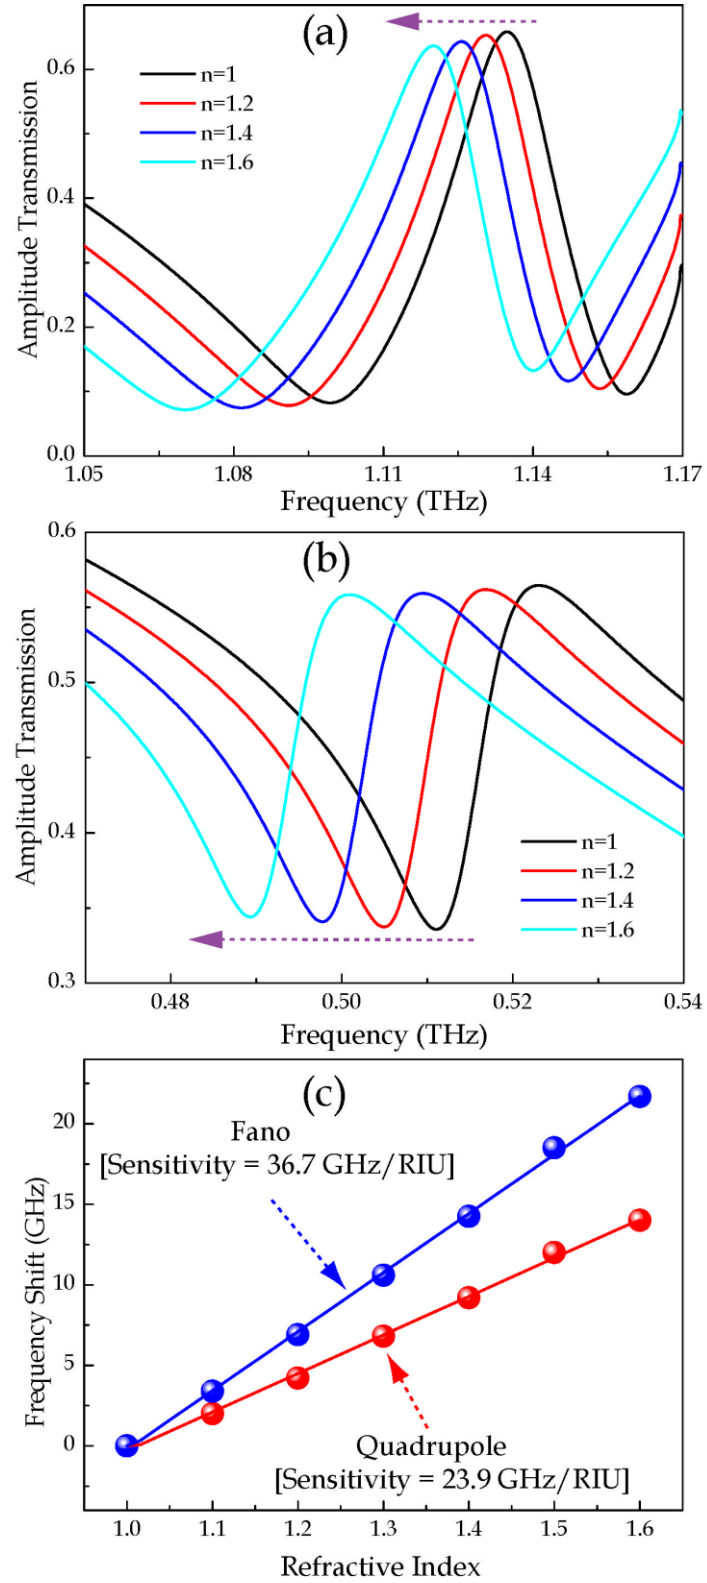 (a)
n=1
n=1.2
n=1.4
n=1.6
0.6
0.4
0.2
0.0
Amplitude Transmission
1.05 1.08 1.11 1.14 1.17
Frequency (THz)
(b)
0.6
0.5
0.4
0.3
Amplitude Transmission
n=1
n=1.2
n=1.4
n=1.6
0.48 0.50 0.52 0.54
Frequency (THz)
(c)
Fano
[Sensitivity = 36.7 GHz/RIU]
20
15
10
5
0
Frequency Shift (GHz)
Quadrupole
[Sensitivity = 23.9 GHz/RIU]
1.0 1.1 1.2 1.3 1.4 1.5 1.6
Refractive Index